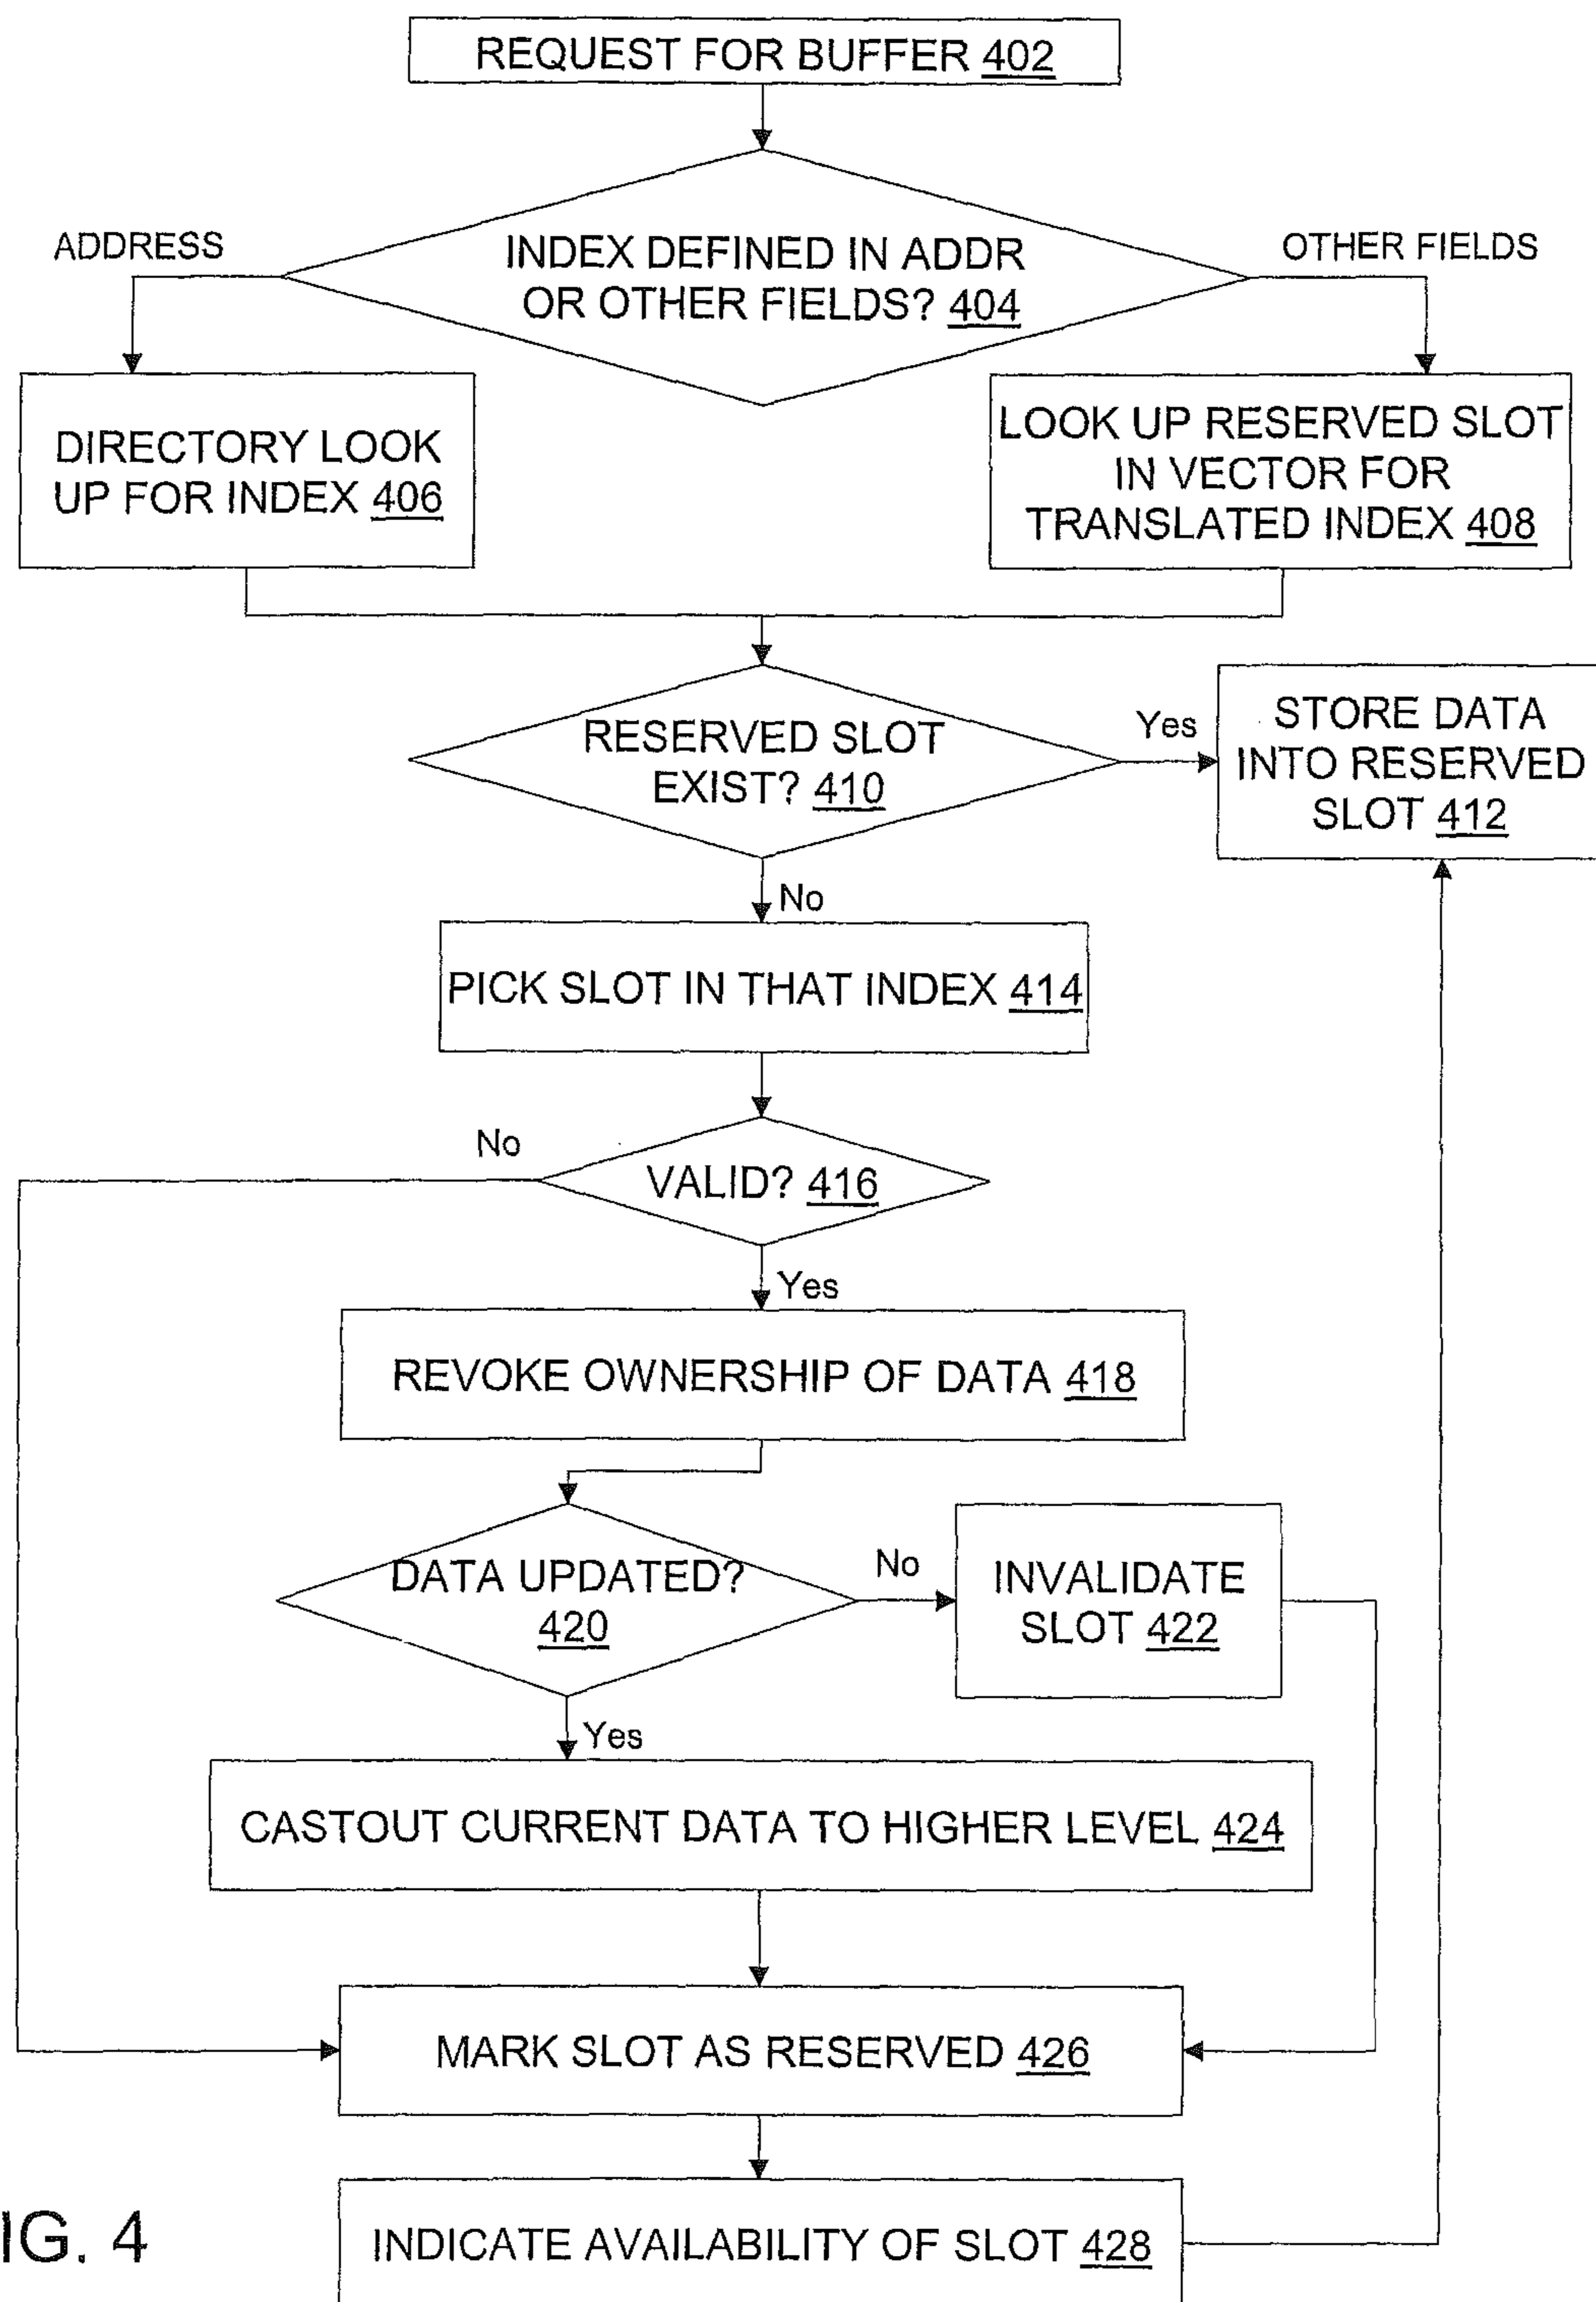 REQUEST FOR BUFFER 402
ADDRESS
INDEX DEFINED IN ADDR
OR OTHER FIELDS? 404
OTHER FIELDS
DIRECTORY LOOK
UP FOR INDEX 406
LOOK UP RESERVED SLOT
IN VECTOR FOR
TRANSLATED INDEX 408
RESERVED SLOT
EXIST? 410
Yes
STORE DATA
INTO RESERVED
SLOT 412
No
PICK SLOT IN THAT INDEX 414
No
VALID? 416
Yes
REVOKE OWNERSHIP OF DATA 418
DATA UPDATED?
420
No
INVALIDATE
SLOT 422
Yes
CASTOUT CURRENT DATA TO HIGHER LEVEL 424
MARK SLOT AS RESERVED 426
INDICATE AVAILABILITY OF SLOT 428
IG. 4